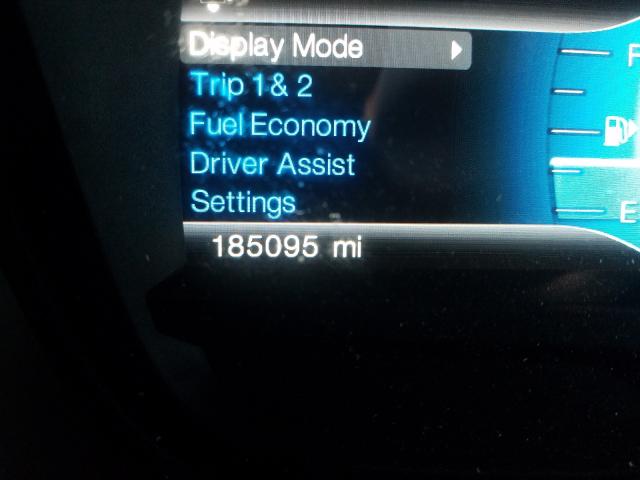 Display Mode
F
Trip 1 & 2
Fuel Economy
Driver Assist
Settings
E
185095 mi